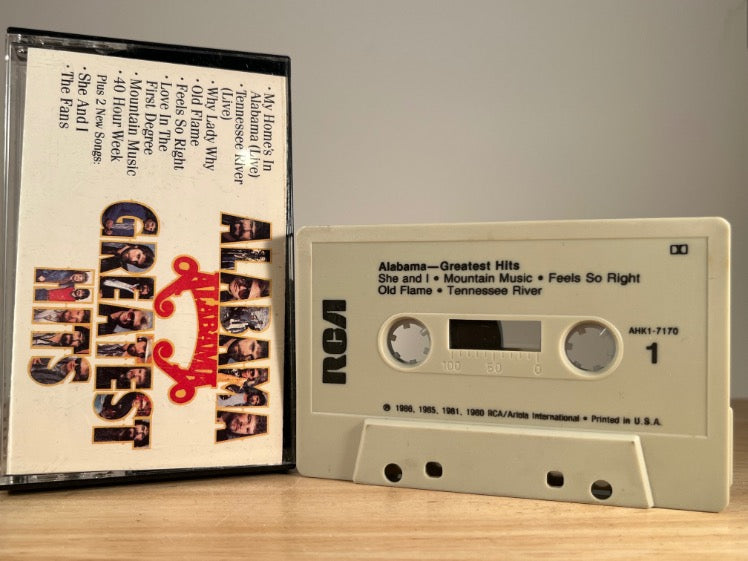 • My Home's In
Alabama (Live)
• Tennessee River
(Live)
• Why Lady Why
• Old Flame
• Feels So Right
• Love In The
First Degree
• Mountain Music
• 40 Hour Week
Plus 2 New Songs:
• She And I
• The Fans
ALABAMA
ALABAMA
GREATEST
HITS
Alabama—Greatest Hits
She and I • Mountain Music • Feels So Right
Old Flame • Tennessee River
RCA
AHK1-7170
1
100 50 0
℗ 1986, 1985, 1981, 1980 RCA/Ariola International • Printed in U.S.A.